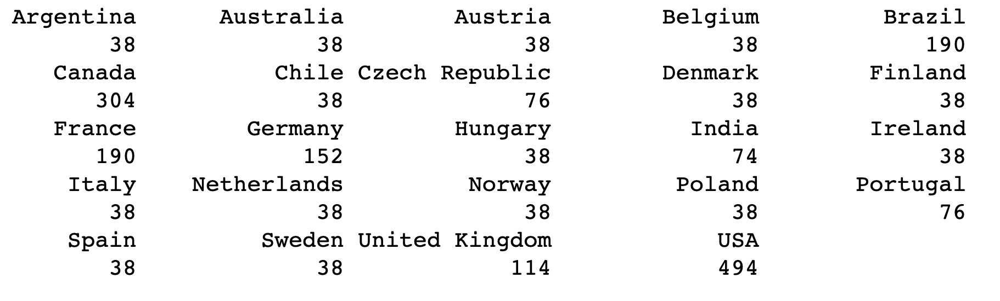 Argentina Australia Austria Belgium Brazil
38 38 38 38 190
Canada Chile Czech Republic Denmark Finland
304 38 76 38 38
France Germany Hungary India Ireland
190 152 38 74 38
Italy Netherlands Norway Poland Portugal
38 38 38 38 76
Spain Sweden United Kingdom USA
38 38 114 494